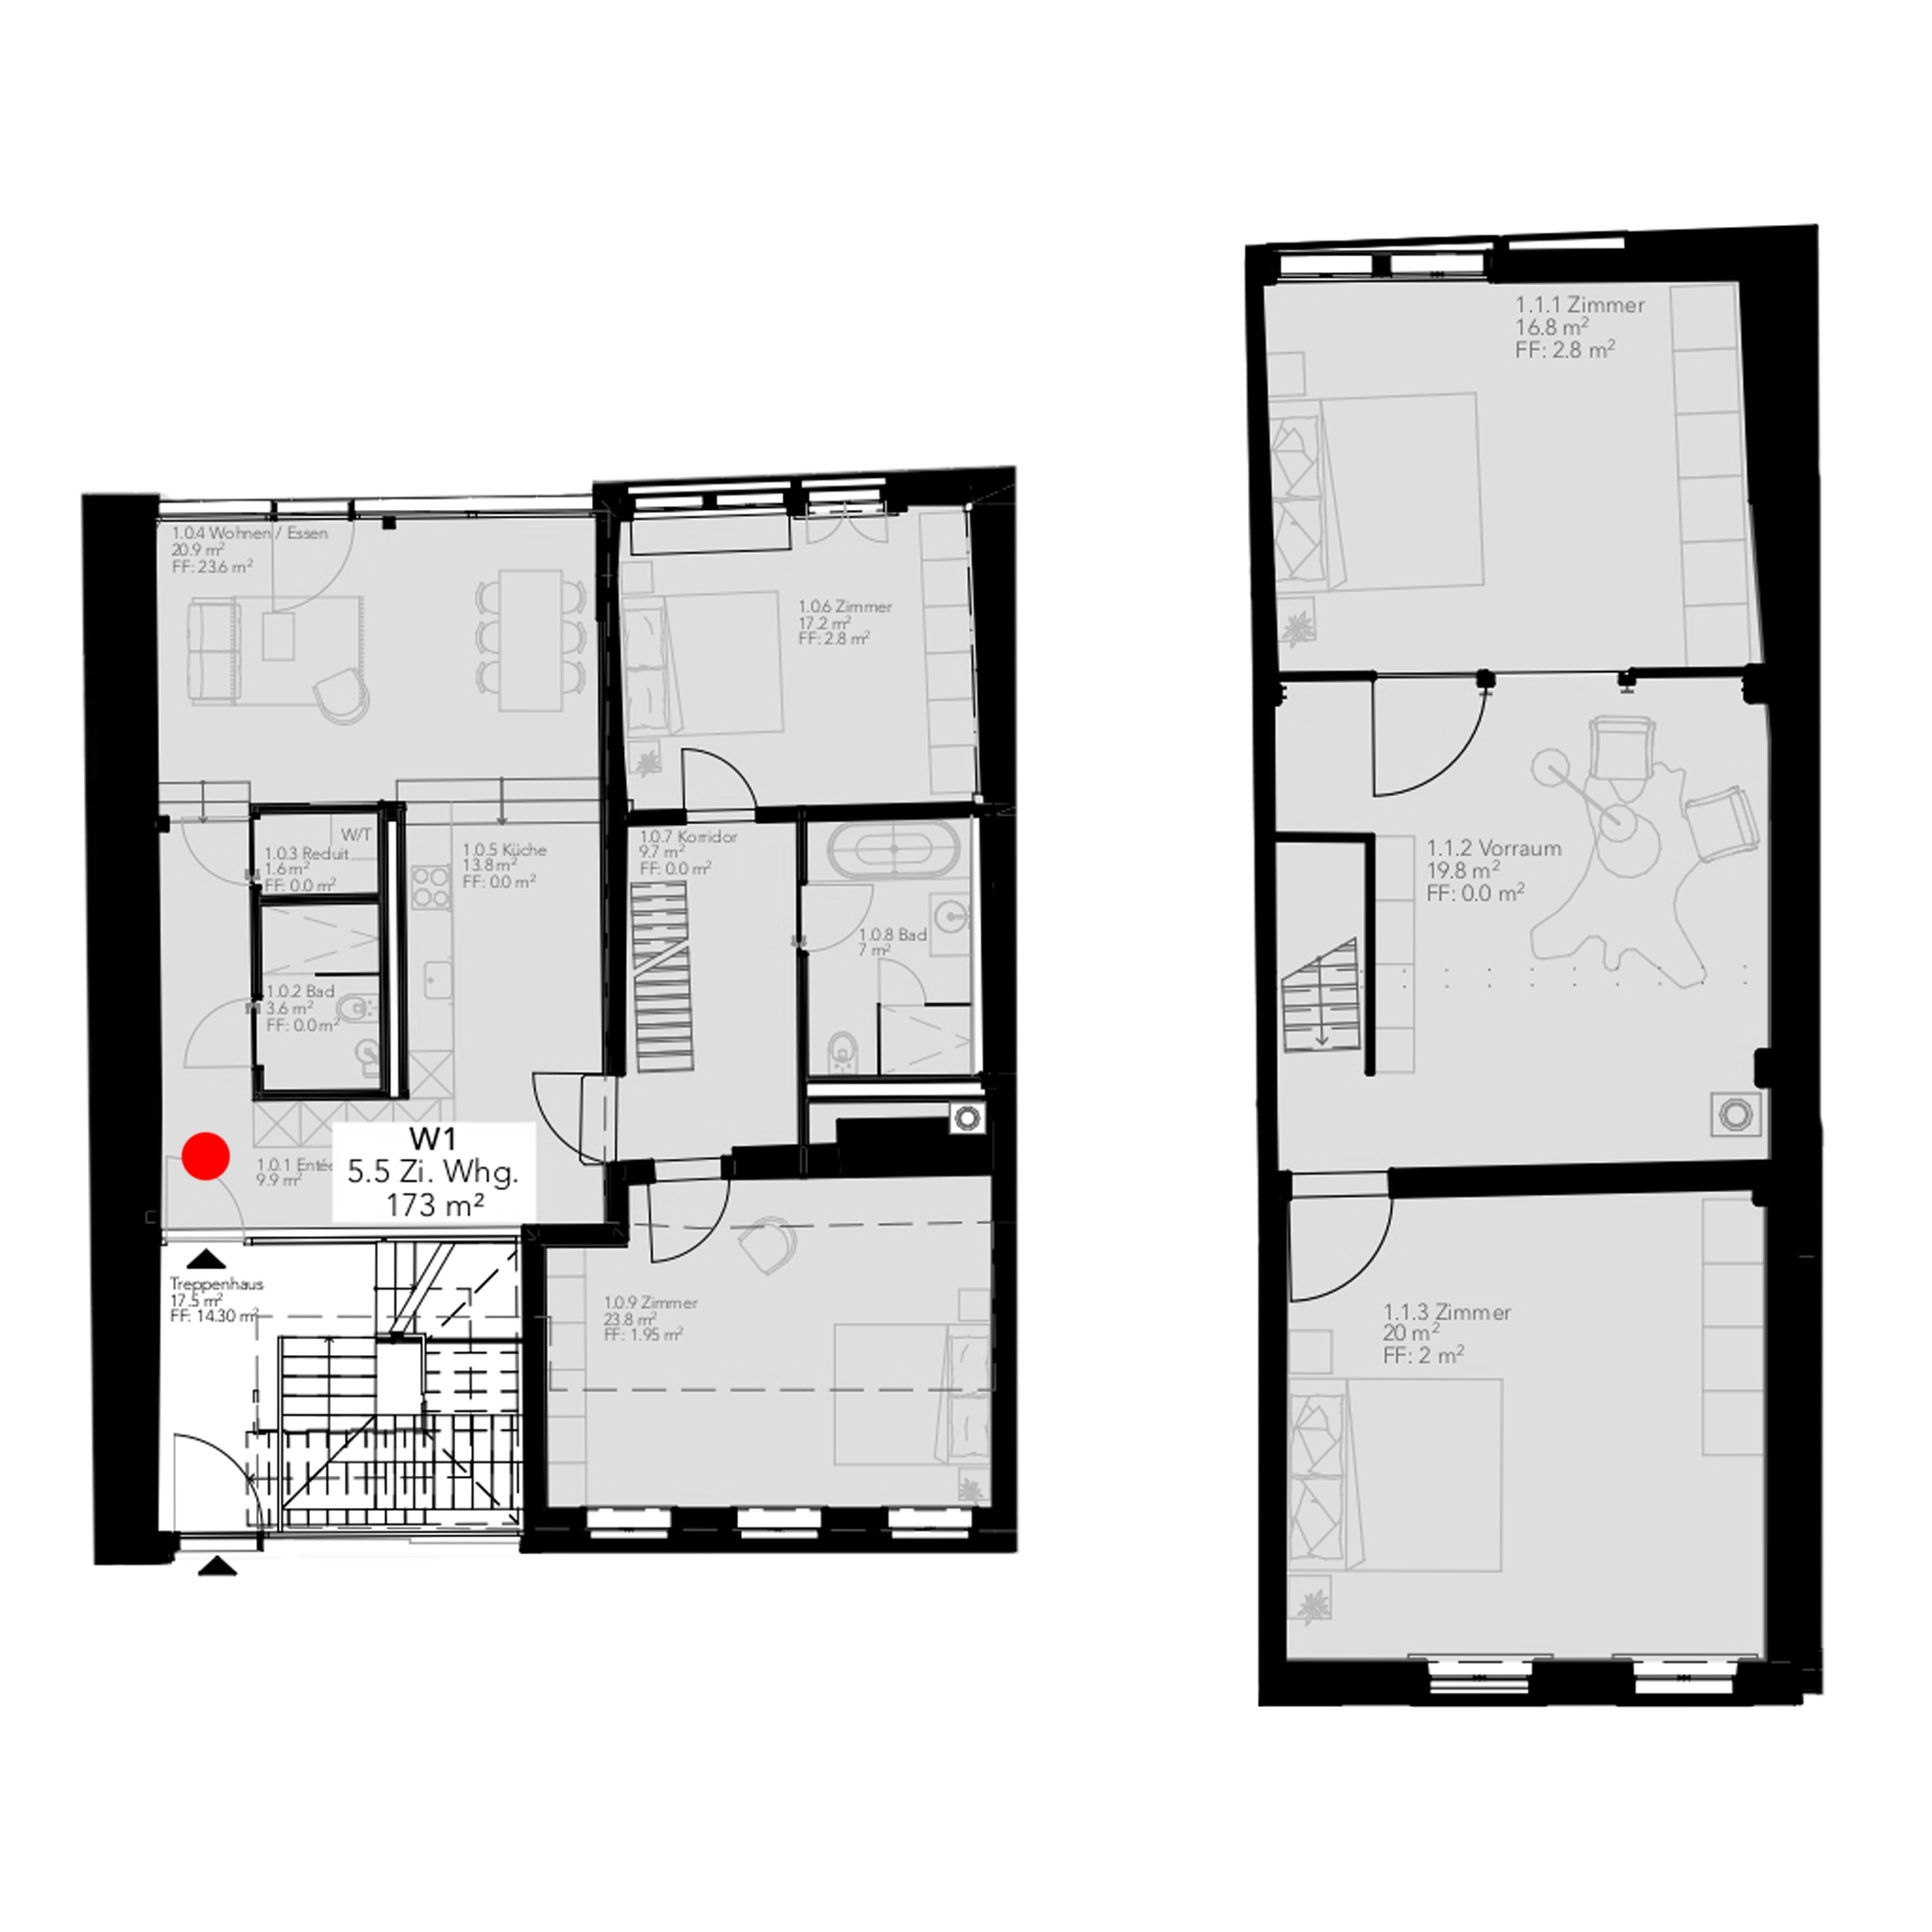 1.0.4 Wohnen / Essen
20.9 m²
FF: 23.6 m²
1.0.6 Zimmer
17.2 m²
FF: 2.8 m²
W/T
1.0.3 Reduit
1.6 m²
FF: 0.0 m²
1.0.5 Küche
13.8 m²
FF: 0.0 m²
1.0.7 Korridor
9.7 m²
FF: 0.0 m²
1.0.8 Bad
7 m²
1.0.2 Bad
3.6 m²
FF: 0.0 m²
1.0.1 Entée
9.9 m²
W1
5.5 Zi. Whg.
173 m²
Treppenhaus
17.5 m²
FF: 14.30 m²
1.0.9 Zimmer
23.8 m²
FF: 1.95 m²
1.1.1 Zimmer
16.8 m²
FF: 2.8 m²
1.1.2 Vorraum
19.8 m²
FF: 0.0 m²
1.1.3 Zimmer
20 m²
FF: 2 m²